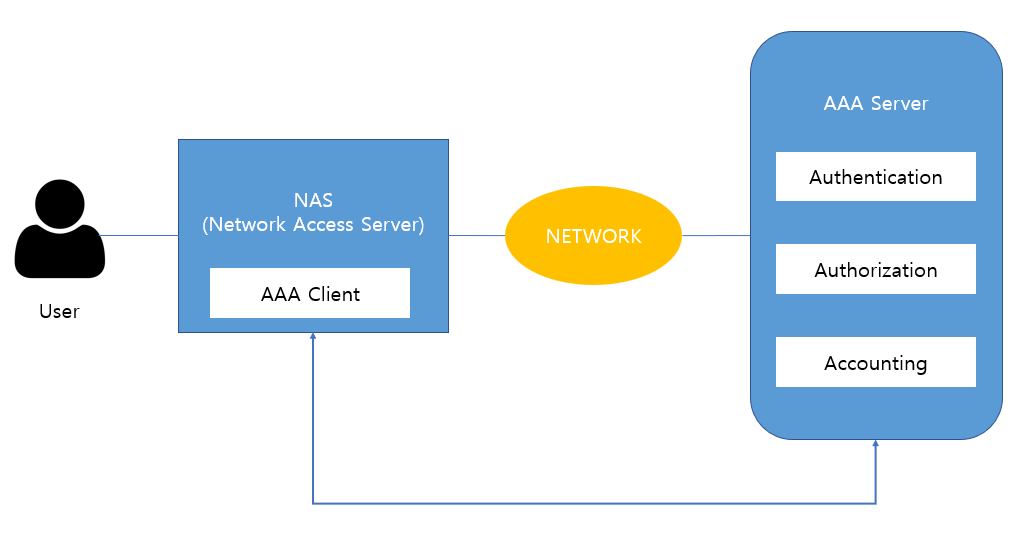 User
NAS
(Network Access Server)
AAA Client
NETWORK
AAA Server
Authentication
Authorization
Accounting